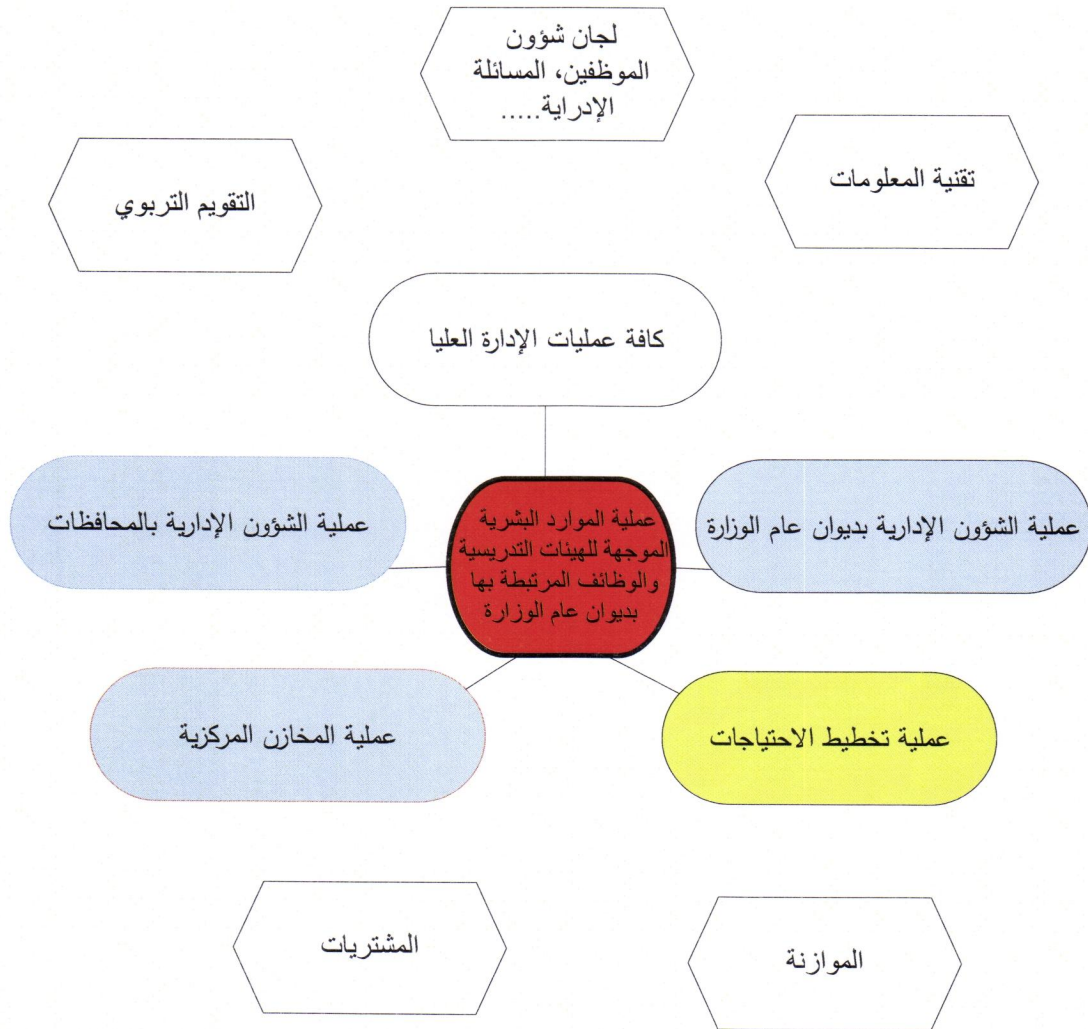 لجان شؤون
الموظفين، المسائلة
الإدراية.....
تقنية المعلومات
التقويم التربوي
كافة عمليات الإدارة العليا
عملية الشؤون الإدارية بديوان عام الوزارة
عملية الموارد البشرية
الموجهة للهيئات التدريسية
والوظائف المرتبطة بها
بديوان عام الوزارة
عملية الشؤون الإدارية بالمحافظات
عملية تخطيط الاحتياجات
عملية المخازن المركزية
المشتريات
الموازنة